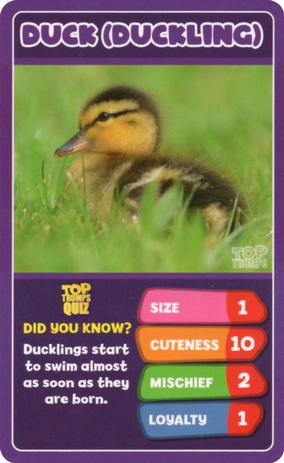 DUCK (DUCKLING)
TOP
TRUMPS
TOP
TRUMPS
QUIZ
DID YOU KNOW?
Ducklings start
to swim almost
as soon as they
are born.
SIZE 1
CUTENESS 10
MISCHIEF 2
LOYALTY 1